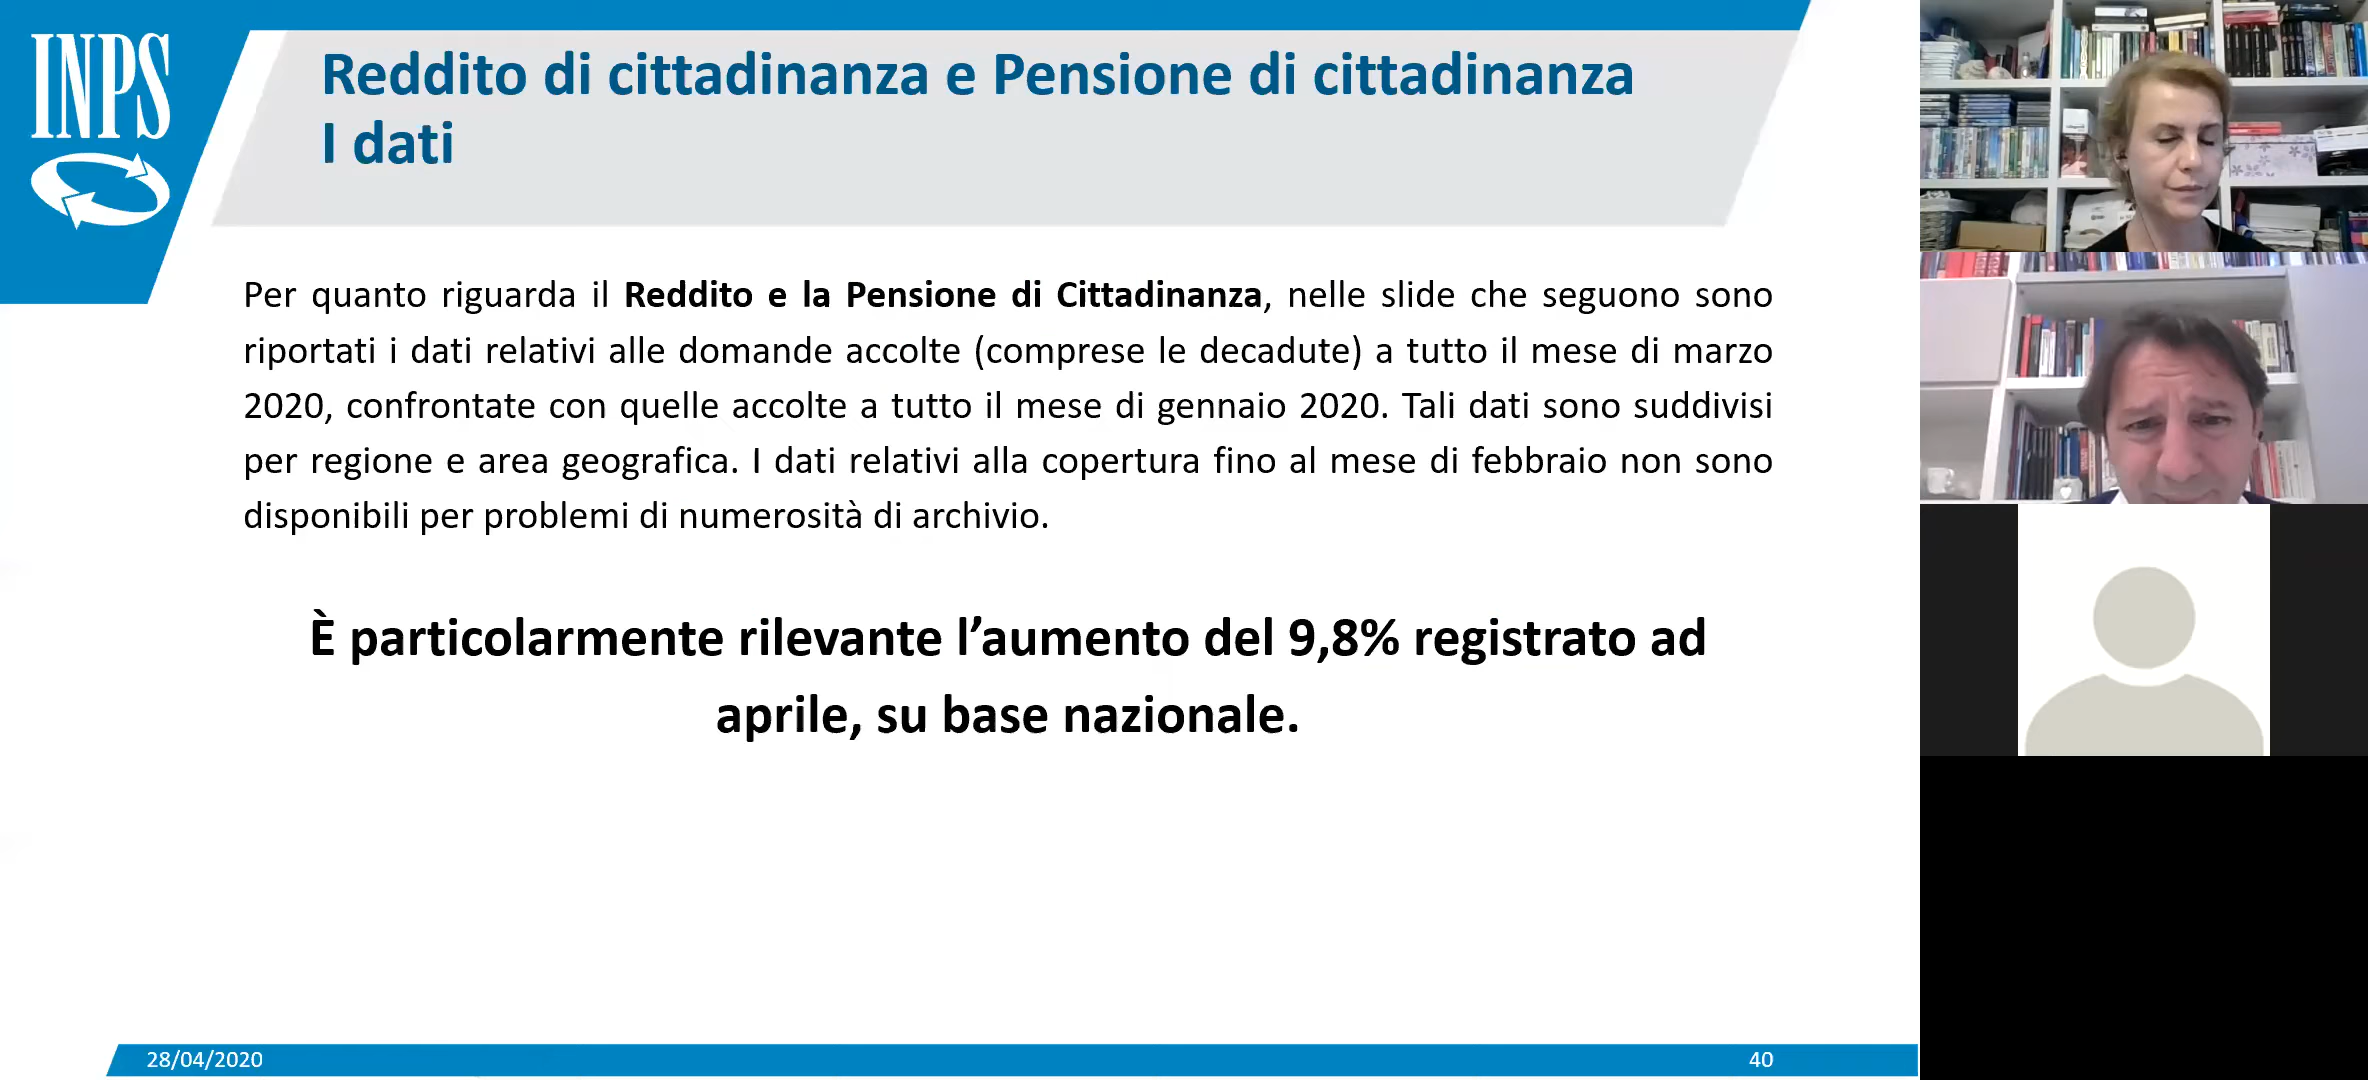 INPS
Reddito di cittadinanza e Pensione di cittadinanza
I dati
Per quanto riguarda il Reddito e la Pensione di Cittadinanza, nelle slide che seguono sono
riportati i dati relativi alle domande accolte (comprese le decadute) a tutto il mese di marzo
2020, confrontate con quelle accolte a tutto il mese di gennaio 2020. Tali dati sono suddivisi
per regione e area geografica. I dati relativi alla copertura fino al mese di febbraio non sono
disponibili per problemi di numerosità di archivio.
È particolarmente rilevante l’aumento del 9,8% registrato ad
aprile, su base nazionale.
28/04/2020
40